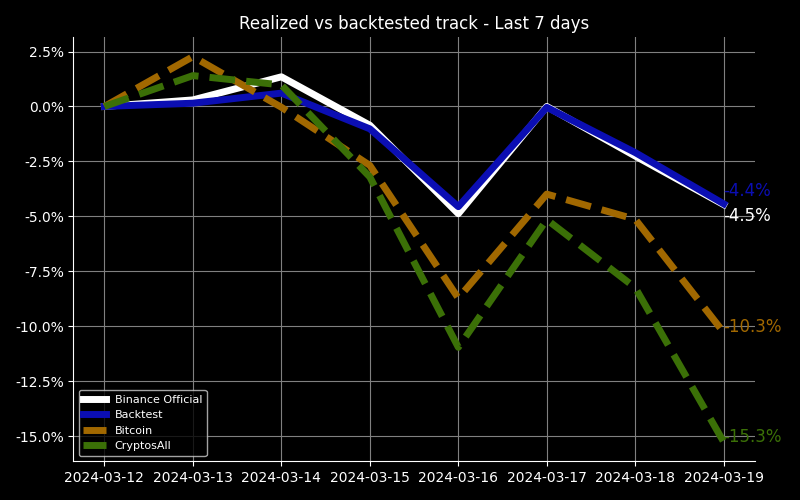 Realized vs backtested track - Last 7 days
2.5%
0.0%
-2.5%
-5.0%
-7.5%
-10.0%
-12.5%
-15.0%
-4.4%
-4.5%
-10.3%
-15.3%
Binance Official
Backtest
Bitcoin
CryptosAll
2024-03-12 2024-03-13 2024-03-14 2024-03-15 2024-03-16 2024-03-17 2024-03-18 2024-03-19